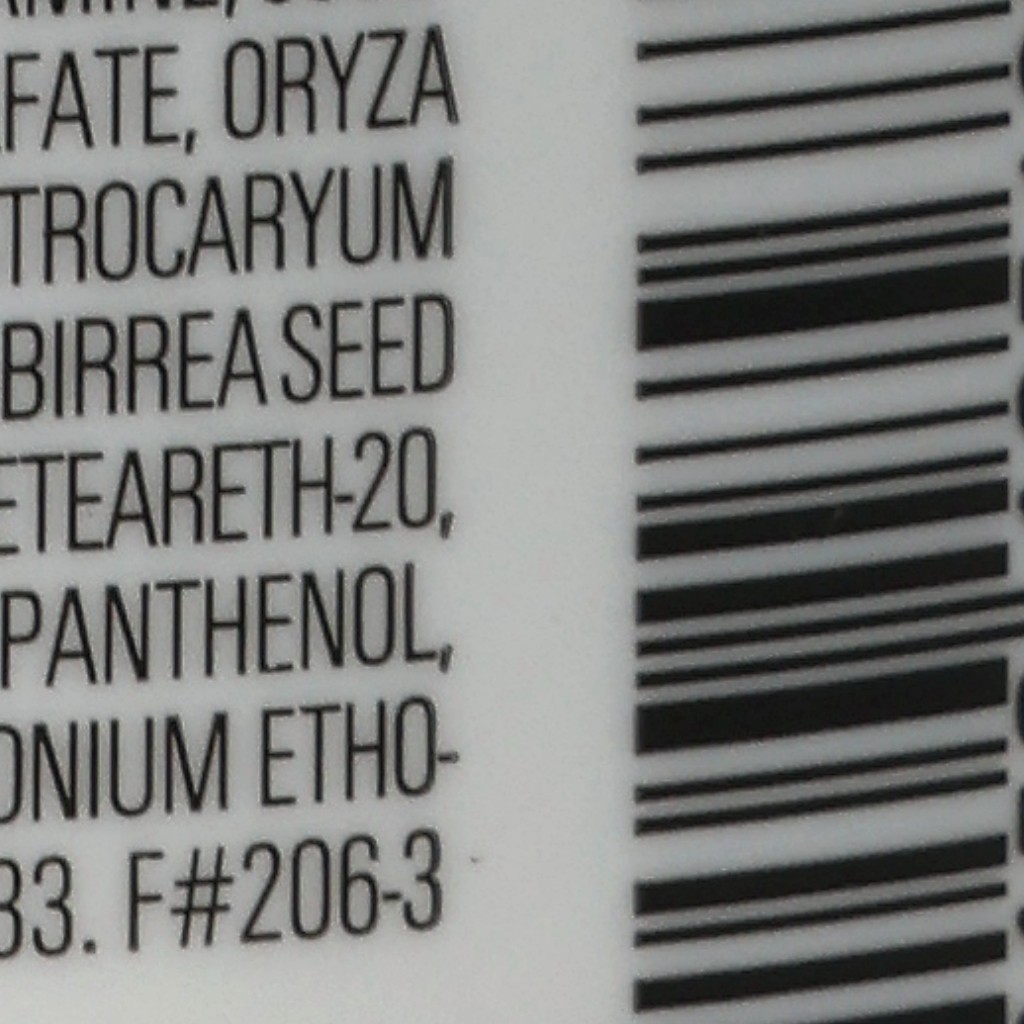 FATE, ORYZA
TROCARYUM
BIRREA SEED
ETEARETH-20,
PANTHENOL,
ONIUM ETHO-
33. F#206-3